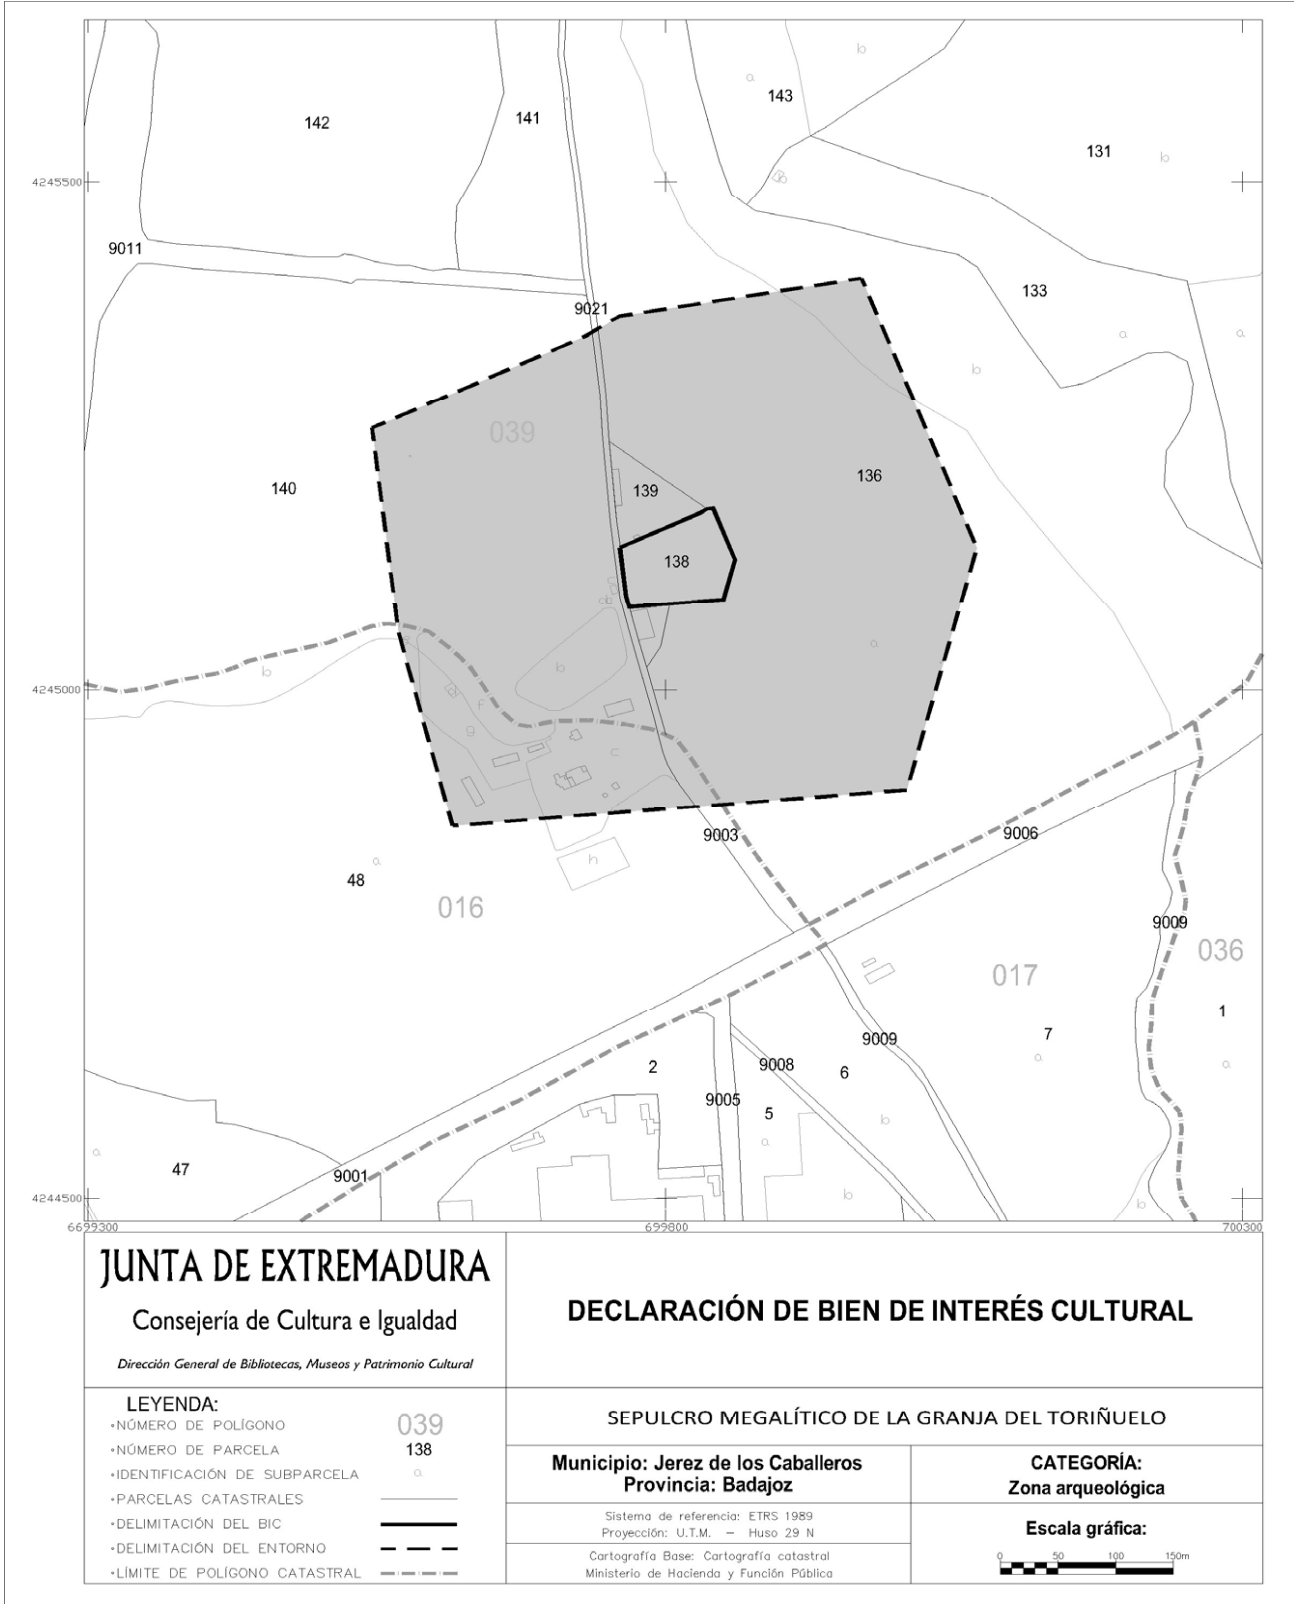 b
a
143
142
141
131
b
4245500
b
9011
133
9021
a
a
b
039
140
139
136
138
b
a
b
4245000
d
f
g
c
9003
9006
h
a
48
016
9009
036
017
1
7
9009
a
a
2
9008
6
9005
5
b
a
a
47
9001
b
b
4244500
6699300
699800
700300
JUNTA DE EXTREMADURA
Consejería de Cultura e Igualdad
Dirección General de Bibliotecas, Museos y Patrimonio Cultural
DECLARACIÓN DE BIEN DE INTERÉS CULTURAL
LEYENDA:
•NÚMERO DE POLÍGONO 039
•NÚMERO DE PARCELA 138
•IDENTIFICACIÓN DE SUBPARCELA a
•PARCELAS CATASTRALES
•DELIMITACIÓN DEL BIC
•DELIMITACIÓN DEL ENTORNO
•LÍMITE DE POLÍGONO CATASTRAL
SEPULCRO MEGALÍTICO DE LA GRANJA DEL TORIÑUELO
Municipio: Jerez de los Caballeros
Provincia: Badajoz
CATEGORÍA:
Zona arqueológica
Sistema de referencia: ETRS 1989
Proyección: U.T.M. – Huso 29 N
Cartografía Base: Cartografía catastral
Ministerio de Hacienda y Función Pública
Escala gráfica:
0 50 100 150m